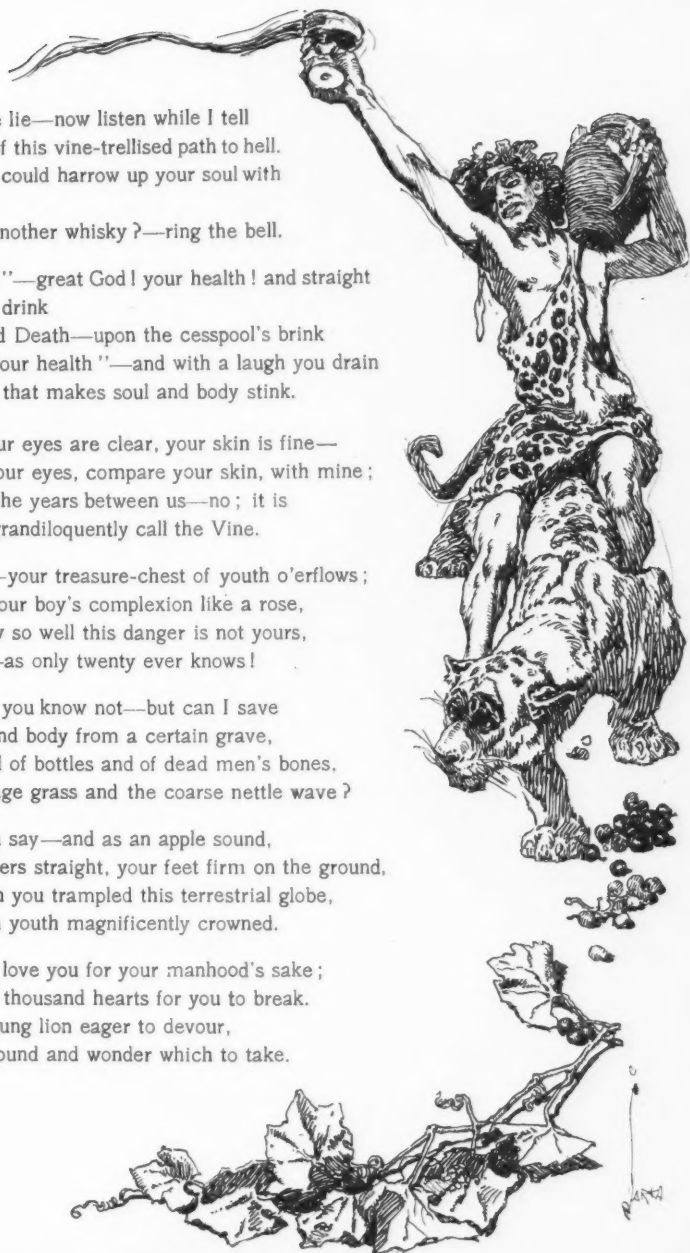 lie—now listen while I tell
f this vine-trellised path to hell.
could harrow up your soul with
nother whisky?—ring the bell.
"—great God! your health! and straight
drink
d Death—upon the cesspool's brink
our health"—and with a laugh you drain
that makes soul and body stink.
ur eyes are clear, your skin is fine—
our eyes, compare your skin, with mine;
he years between us—no; it is
randiloquently call the Vine.
-your treasure-chest of youth o'erflows;
our boy's complexion like a rose,
so well this danger is not yours,
-as only twenty ever knows!
you know not—but can I save
nd body from a certain grave,
l of bottles and of dead men's bones,
ge grass and the coarse nettle wave?
say—and as an apple sound,
ers straight, your feet firm on the ground,
you trampled this terrestrial globe,
youth magnificently crowned.
love you for your manhood's sake;
thousand hearts for you to break.
ung lion eager to devour,
ound and wonder which to take.